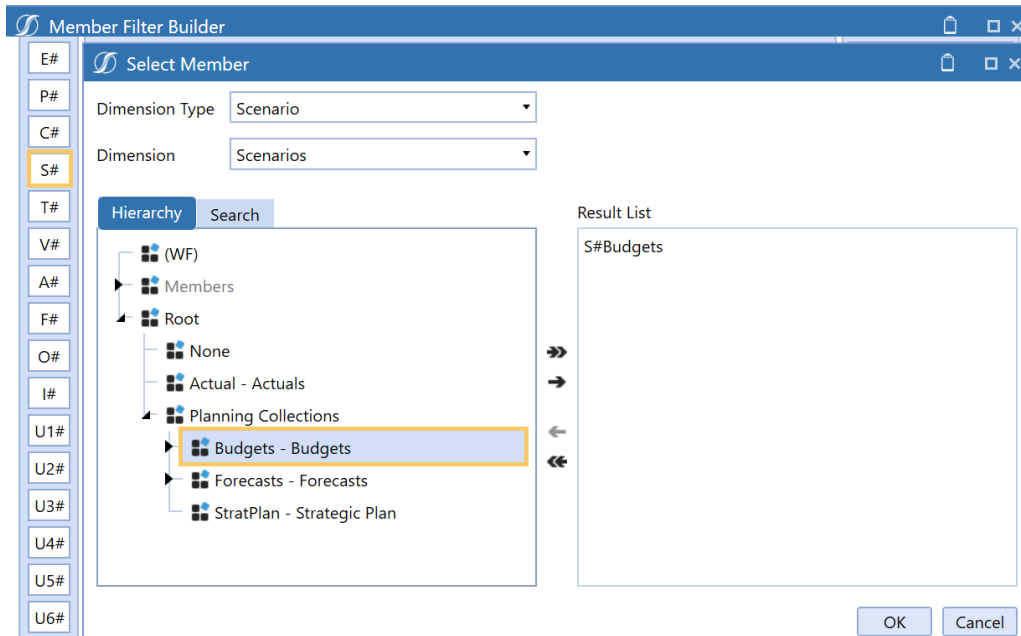 Member Filter Builder
E#
P#
C#
S#
T#
V#
A#
F#
O#
I#
U1#
U2#
U3#
U4#
U5#
U6#
Select Member
Dimension Type Scenario
Dimension Scenarios
Hierarchy Search
(WF)
Members
Root
None
Actual - Actuals
Planning Collections
Budgets - Budgets
Forecasts - Forecasts
StratPlan - Strategic Plan
Result List
S#Budgets
OK Cancel